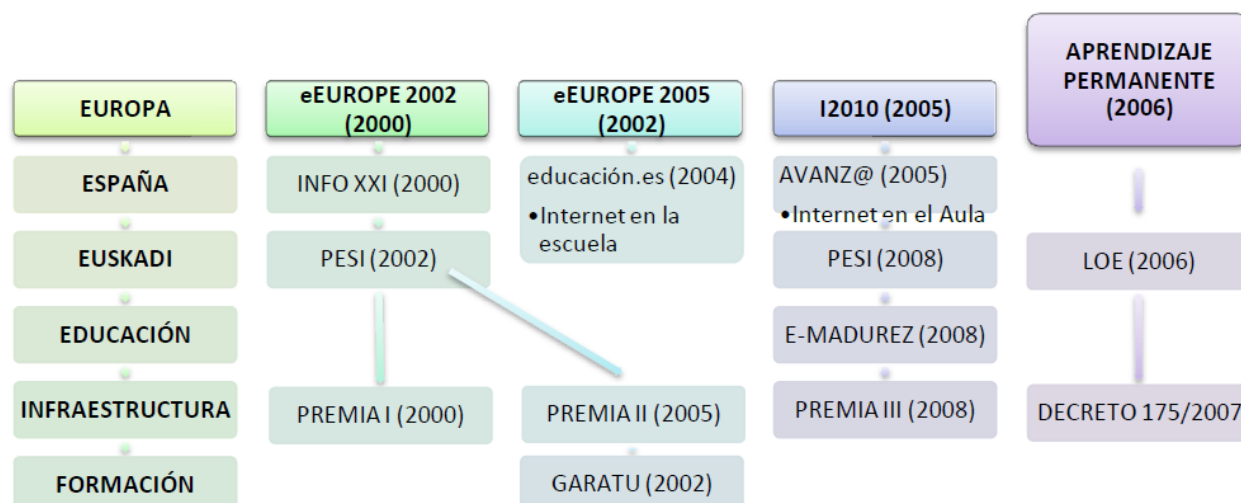 EUROPA
ESPAÑA
EUSKADI
EDUCACIÓN
INFRAESTRUCTURA
FORMACIÓN
eEUROPE 2002
(2000)
INFO XXI (2000)
PESI (2002)
PREMIA I (2000)
eEUROPE 2005
(2002)
educación.es (2004)
•Internet en la
escuela
PREMIA II (2005)
GARATU (2002)
I2010 (2005)
AVANZ@ (2005)
•Internet en el Aula
PESI (2008)
E-MADUREZ (2008)
PREMIA III (2008)
APRENDIZAJE
PERMANENTE
(2006)
LOE (2006)
DECRETO 175/2007